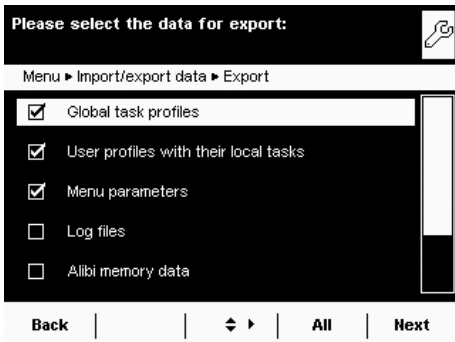 Please select the data for export:
Menu ▸ Import/export data ▸ Export
Global task profiles
User profiles with their local tasks
Menu parameters
Log files
Alibi memory data
Back All Next